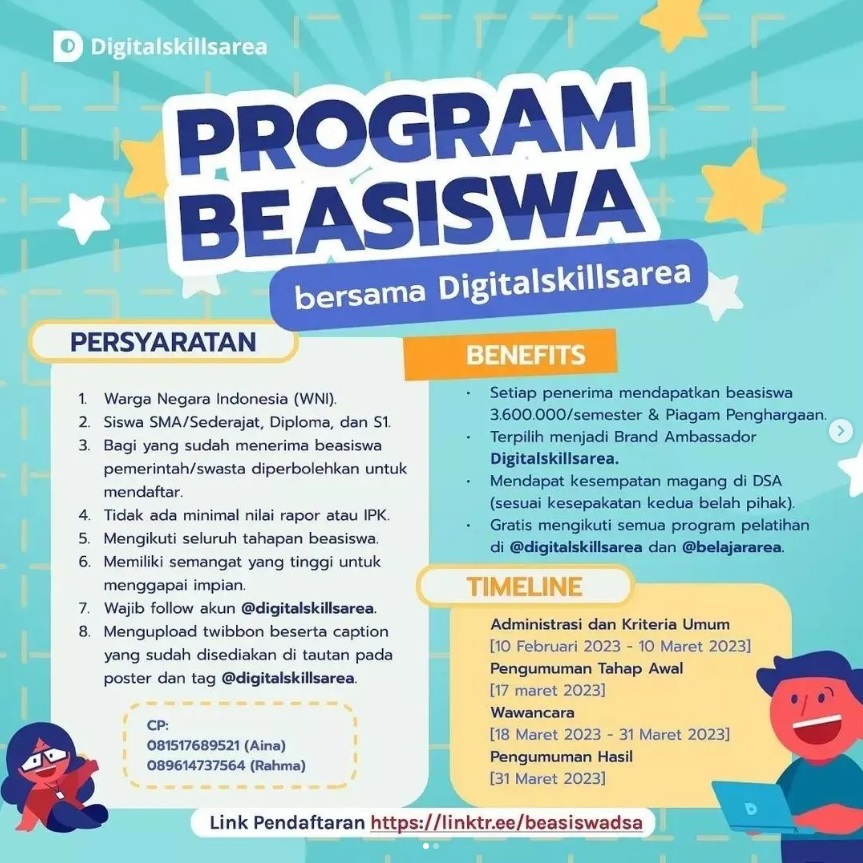 Digitalskillsarea
PROGRAM
BEASISWA
bersama Digitalskillsarea
PERSYARATAN
1. Warga Negara Indonesia (WNI).
2. Siswa SMA/Sederajat, Diploma, dan S1.
3. Bagi yang sudah menerima beasiswa
pemerintah/swasta diperbolehkan untuk
mendaftar.
4. Tidak ada minimal nilai rapor atau IPK.
5. Mengikuti seluruh tahapan beasiswa.
6. Memiliki semangat yang tinggi untuk
menggapai impian.
7. Wajib follow akun @digitalskillsarea.
8. Mengupload twibbon beserta caption
yang sudah disediakan di tautan pada
poster dan tag @digitalskillsarea.
CP:
081517689521 (Aina)
089614737564 (Rahma)
BENEFITS
• Setiap penerima mendapatkan beasiswa
3.600.000/semester & Piagam Penghargaan.
• Terpilih menjadi Brand Ambassador
Digitalskillsarea.
• Mendapat kesempatan magang di DSA
(sesuai kesepakatan kedua belah pihak).
• Gratis mengikuti semua program pelatihan
di @digitalskillsarea dan @belajararea.
TIMELINE
Administrasi dan Kriteria Umum
[10 Februari 2023 - 10 Maret 2023]
Pengumuman Tahap Awal
[17 maret 2023]
Wawancara
[18 Maret 2023 - 31 Maret 2023]
Pengumuman Hasil
[31 Maret 2023]
Link Pendaftaran https://linktr.ee/beasiswadsa